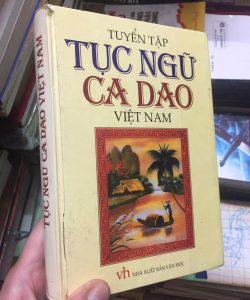 TUYỂN TẬP
TỤC NGỮ
CA DAO
VIỆT NAM
vh NHÀ XUẤT BẢN VĂN HỌC
TỤC NGỮ CA DAO VIỆT NAM